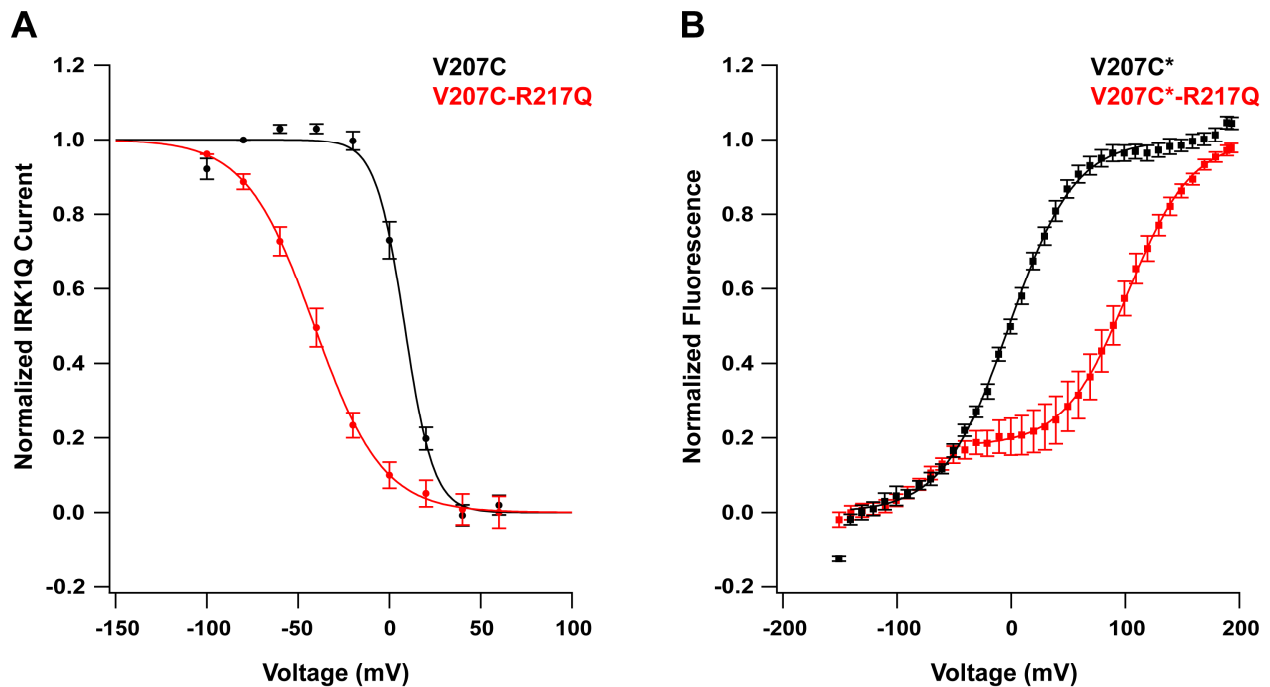 A
V207C
V207C-R217Q
Normalized IRK1Q Current
1.2
1.0
0.8
0.6
0.4
0.2
0.0
-0.2
-150
-100
-50
0
50
100
Voltage (mV)
B
V207C*
V207C*-R217Q
Normalized Fluorescence
1.2
1.0
0.8
0.6
0.4
0.2
0.0
-0.2
-200
-100
0
100
200
Voltage (mV)